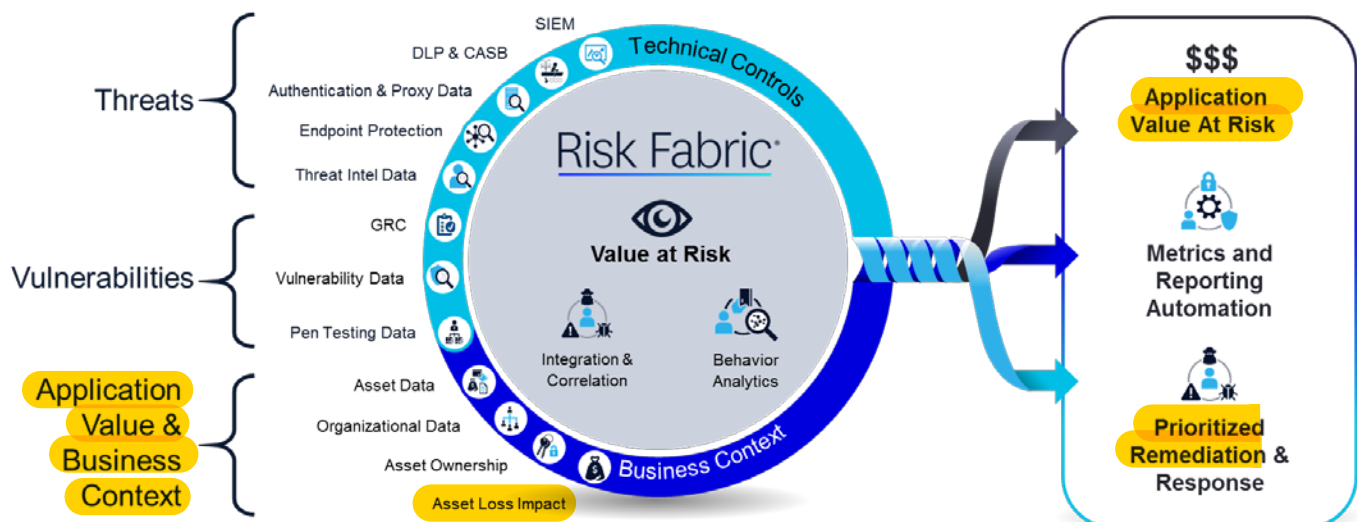 Threats
SIEM
DLP & CASB
Authentication & Proxy Data
Endpoint Protection
Threat Intel Data
Vulnerabilities
GRC
Vulnerability Data
Pen Testing Data
Application
Value &
Business
Context
Asset Data
Organizational Data
Asset Ownership
Asset Loss Impact
Technical Controls
Risk Fabric®
Value at Risk
Integration &
Correlation
Behavior
Analytics
Business Context
$$$
Application
Value At Risk
Metrics and
Reporting
Automation
Prioritized
Remediation &
Response